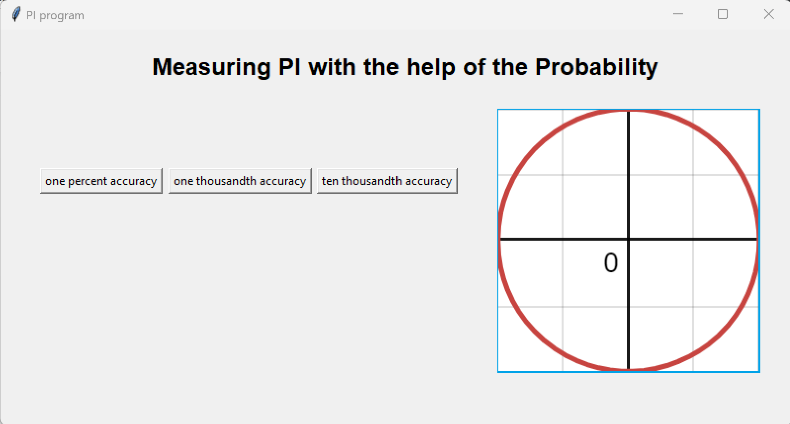 PI program
Measuring PI with the help of the Probability
one percent accuracy one thousandth accuracy ten thousandth accuracy
0